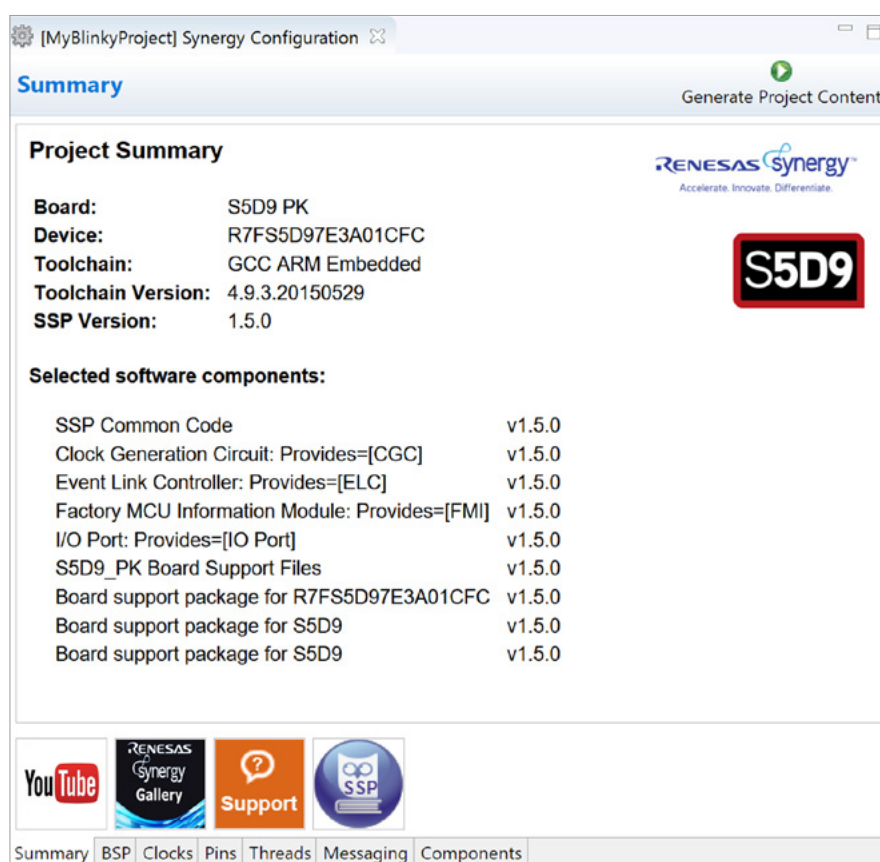 [MyBlinkyProject] Synergy Configuration
Summary
Generate Project Content
Project Summary
RENESAS synergy™
Accelerate. Innovate. Differentiate.
Board: S5D9 PK
Device: R7FS5D97E3A01CFC
Toolchain: GCC ARM Embedded
Toolchain Version: 4.9.3.20150529
SSP Version: 1.5.0
S5D9
Selected software components:
SSP Common Code v1.5.0
Clock Generation Circuit: Provides=[CGC] v1.5.0
Event Link Controller: Provides=[ELC] v1.5.0
Factory MCU Information Module: Provides=[FMI] v1.5.0
I/O Port: Provides=[IO Port] v1.5.0
S5D9_PK Board Support Files v1.5.0
Board support package for R7FS5D97E3A01CFC v1.5.0
Board support package for S5D9 v1.5.0
Board support package for S5D9 v1.5.0
YouTube
RENESAS
synergy
Gallery
?
Support
SSP
Summary BSP Clocks Pins Threads Messaging Components